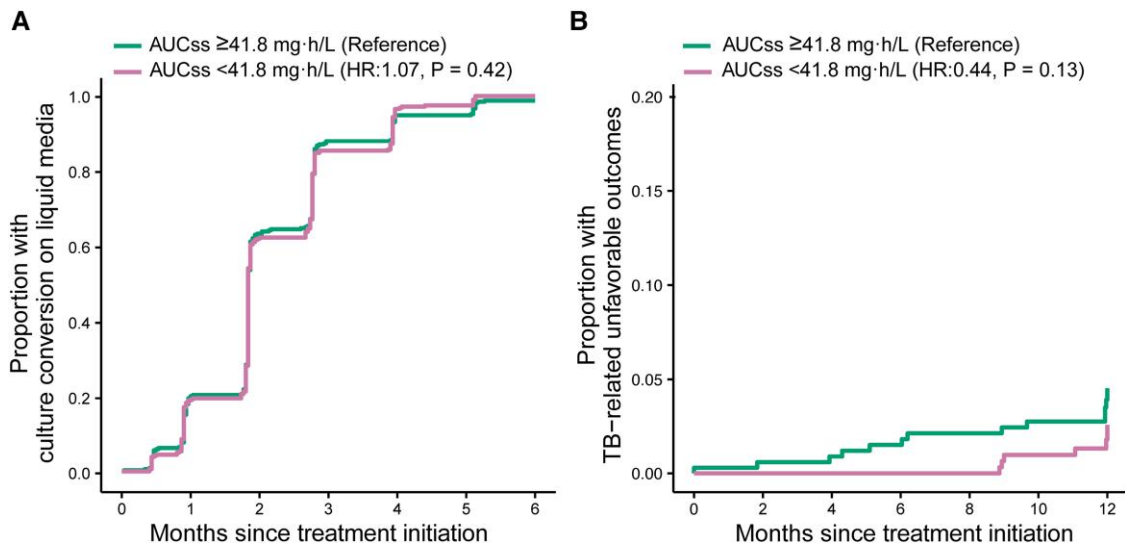 A
AUCss ≥41.8 mg·h/L (Reference)
AUCss <41.8 mg·h/L (HR:1.07, P = 0.42)
Proportion with
culture conversion on liquid media
1.0
0.8
0.6
0.4
0.2
0.0
0 1 2 3 4 5 6
Months since treatment initiation
B
AUCss ≥41.8 mg·h/L (Reference)
AUCss <41.8 mg·h/L (HR:0.44, P = 0.13)
Proportion with
TB−related unfavorable outcomes
0.20
0.15
0.10
0.05
0.00
0 2 4 6 8 10 12
Months since treatment initiation